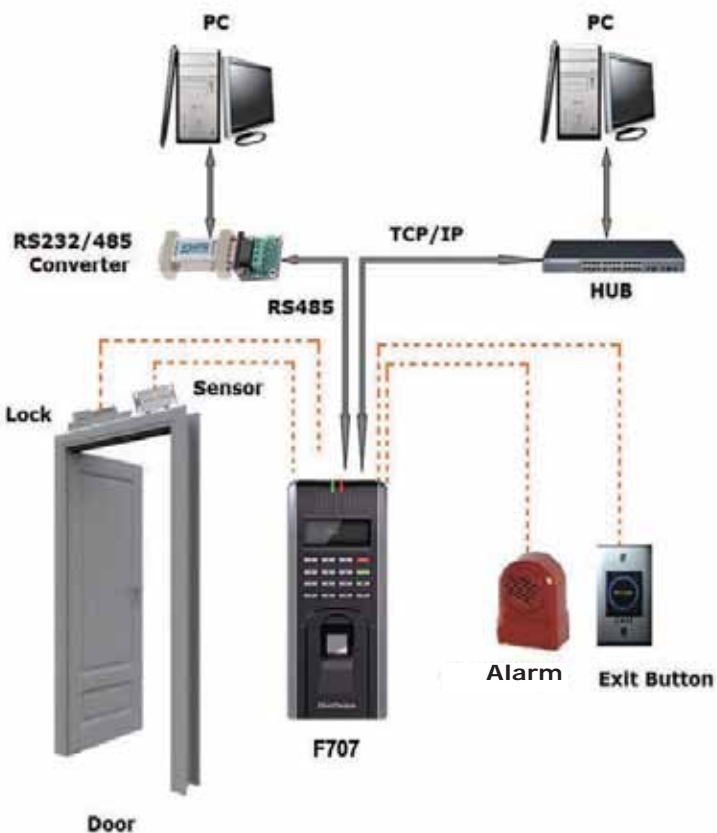 PC
PC
RS232/485
Converter
TCP/IP
HUB
RS485
Sensor
Lock
Alarm
Exit Button
F707
Door